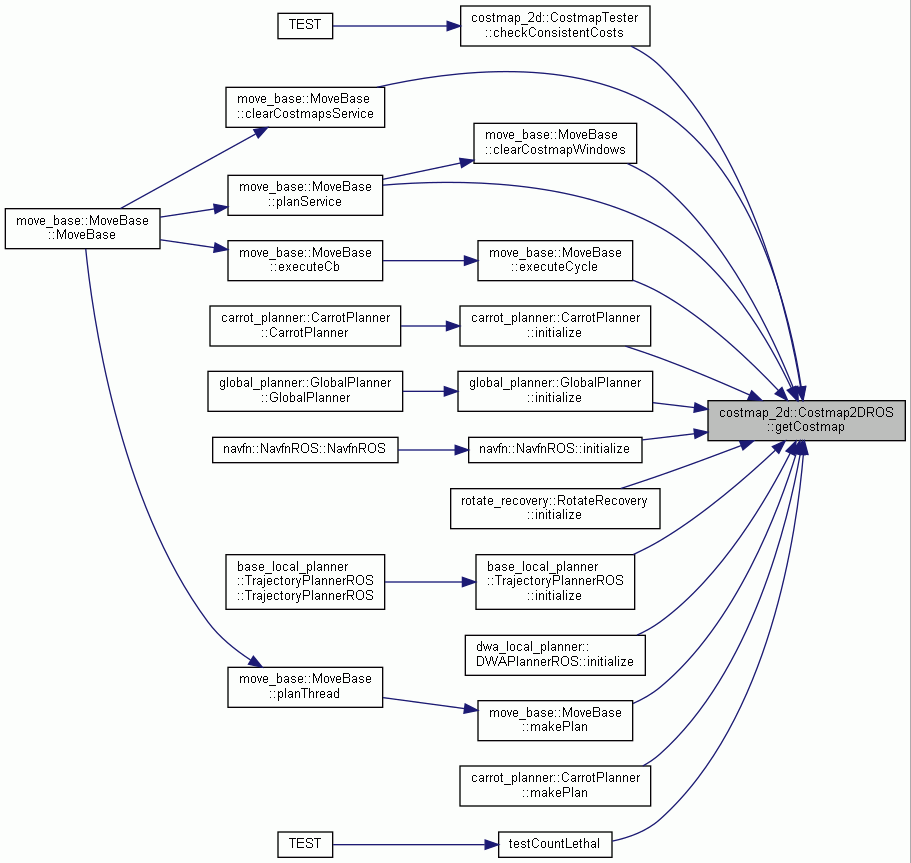 TEST
costmap_2d::CostmapTester
::checkConsistentCosts
move_base::MoveBase
::clearCostmapsService
move_base::MoveBase
::clearCostmapWindows
move_base::MoveBase
::planService
move_base::MoveBase
::MoveBase
move_base::MoveBase
::executeCb
move_base::MoveBase
::executeCycle
carrot_planner::CarrotPlanner
::CarrotPlanner
carrot_planner::CarrotPlanner
::initialize
global_planner::GlobalPlanner
::GlobalPlanner
global_planner::GlobalPlanner
::initialize
costmap_2d::Costmap2DROS
::getCostmap
navfn::NavfnROS::NavfnROS
navfn::NavfnROS::initialize
rotate_recovery::RotateRecovery
::initialize
base_local_planner
::TrajectoryPlannerROS
::TrajectoryPlannerROS
base_local_planner
::TrajectoryPlannerROS
::initialize
dwa_local_planner::
DWAPlannerROS::initialize
move_base::MoveBase
::planThread
move_base::MoveBase
::makePlan
carrot_planner::CarrotPlanner
::makePlan
TEST
testCountLethal